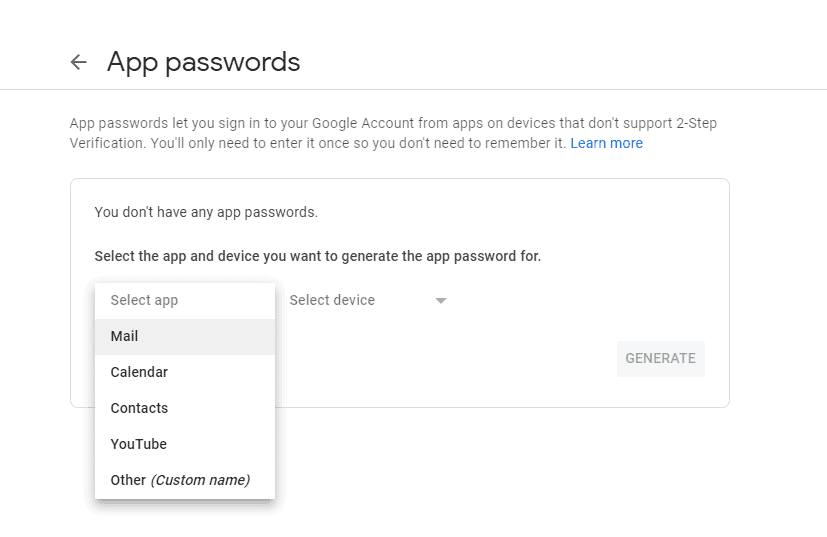 App passwords
App passwords let you sign in to your Google Account from apps on devices that don't support 2-Step
Verification. You'll only need to enter it once so you don't need to remember it. Learn more
You don't have any app passwords.
Select the app and device you want to generate the app password for.
Select app
Select device
Mail
Calendar
Contacts
YouTube
Other (Custom name)
GENERATE